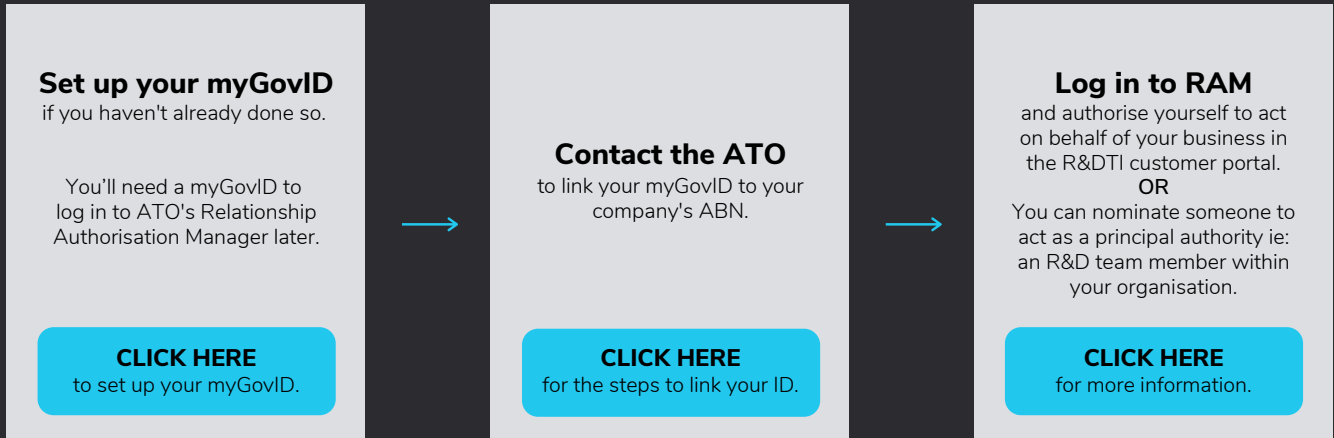 Set up your myGovID
if you haven't already done so.
You'll need a myGovID to
log in to ATO's Relationship
Authorisation Manager later.
CLICK HERE
to set up your myGovID.
Contact the ATO
to link your myGovID to your
company's ABN.
CLICK HERE
for the steps to link your ID.
Log in to RAM
and authorise yourself to act
on behalf of your business in
the R&DTI customer portal.
OR
You can nominate someone to
act as a principal authority ie:
an R&D team member within
your organisation.
CLICK HERE
for more information.